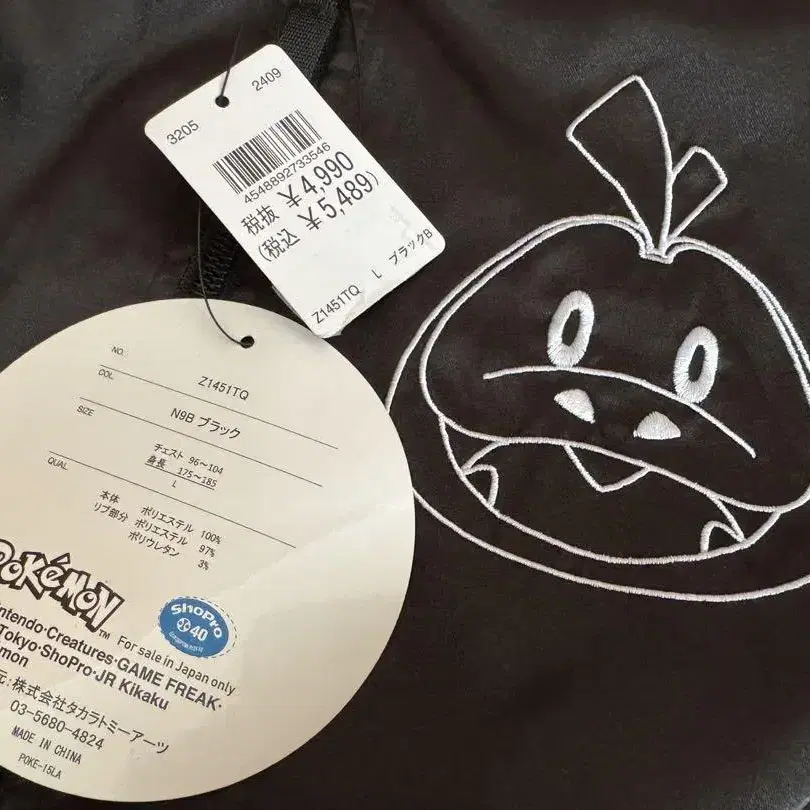 3205 2409
4548892733546
税抜 ¥4,990
(税込 ¥5,489)
Z1451TQ L ブラックB
NO. Z1451TQ
COL N9B ブラック
SIZE チェスト 96～104
身長 175～185
L
QUAL 本体 ポリエステル 100%
リブ部分 ポリエステル 97%
ポリウレタン 3%
POKéMON™
ShoPro
40
For sale in Japan only
ntendo·Creatures·GAME FREAK·
Tokyo·ShoPro·JR Kikaku
mon
元:株式会社タカラトミーアーツ
03-5680-4824
MADE IN CHINA
POKE-15LA